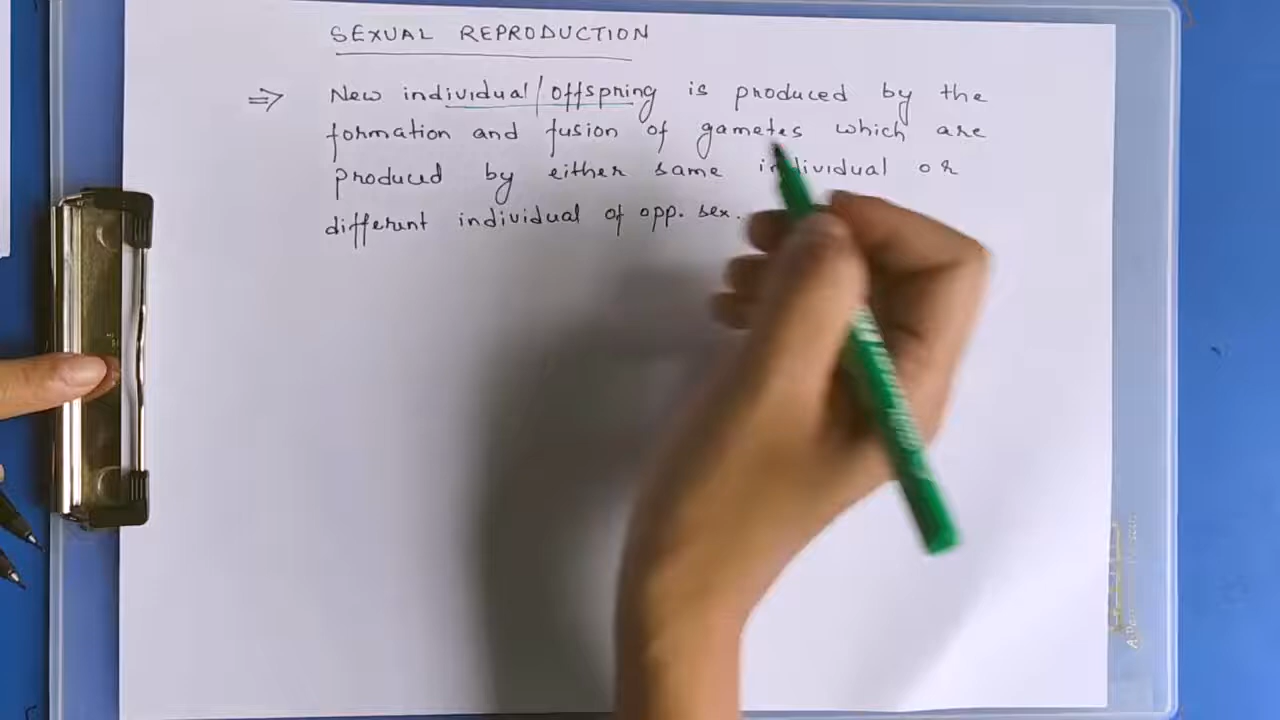 SEXUAL REPRODUCTION
⇒ New individual/offspring is produced by the
formation and fusion of gametes which are
produced by either same individual or
different individual of opp. sex.